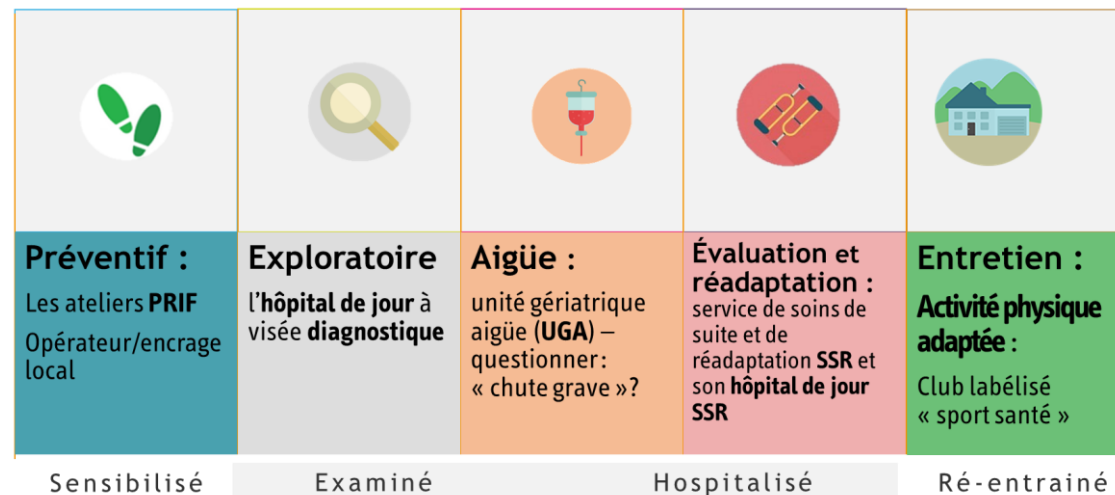 Préventif :
Les ateliers PRIF
Opérateur/encrage
local
Exploratoire
l'hôpital de jour à
visée diagnostique
Aigüe :
unité gériatrique
aigüe (UGA) –
questionner :
« chute grave »?
Évaluation et
réadaptation :
service de soins de
suite et de
réadaptation SSR et
son hôpital de jour
SSR
Entretien :
Activité physique
adaptée :
Club labélisé
« sport santé »
Sensibilisé
Examiné
Hospitalisé
Ré-entrainé